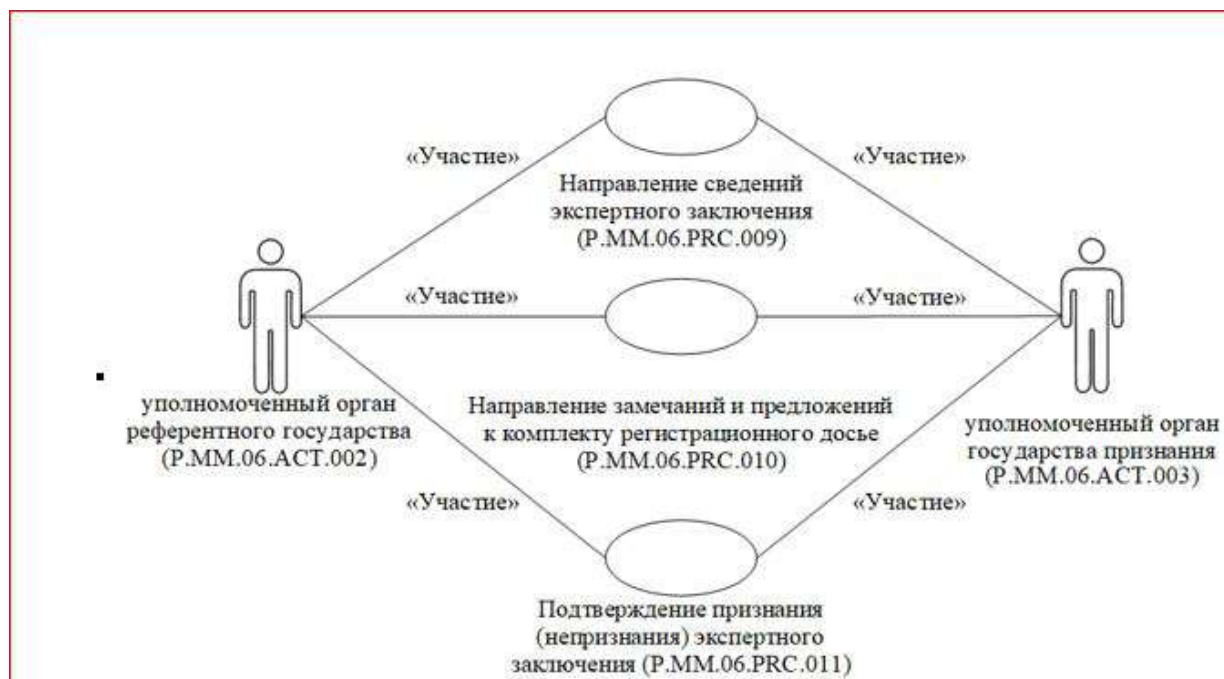 «Участие»
«Участие»
Направление сведений
экспертного заключения
(P.MM.06.PRC.009)
«Участие»
«Участие»
уполномоченный орган
референтного государства
(P.MM.06.ACT.002)
Направление замечаний и предложений
к комплекту регистрационного досье
(P.MM.06.PRC.010)
уполномоченный орган
государства признания
(P.MM.06.ACT.003)
«Участие»
«Участие»
Подтверждение признания
(непризнания) экспертного
заключения (P.MM.06.PRC.011)